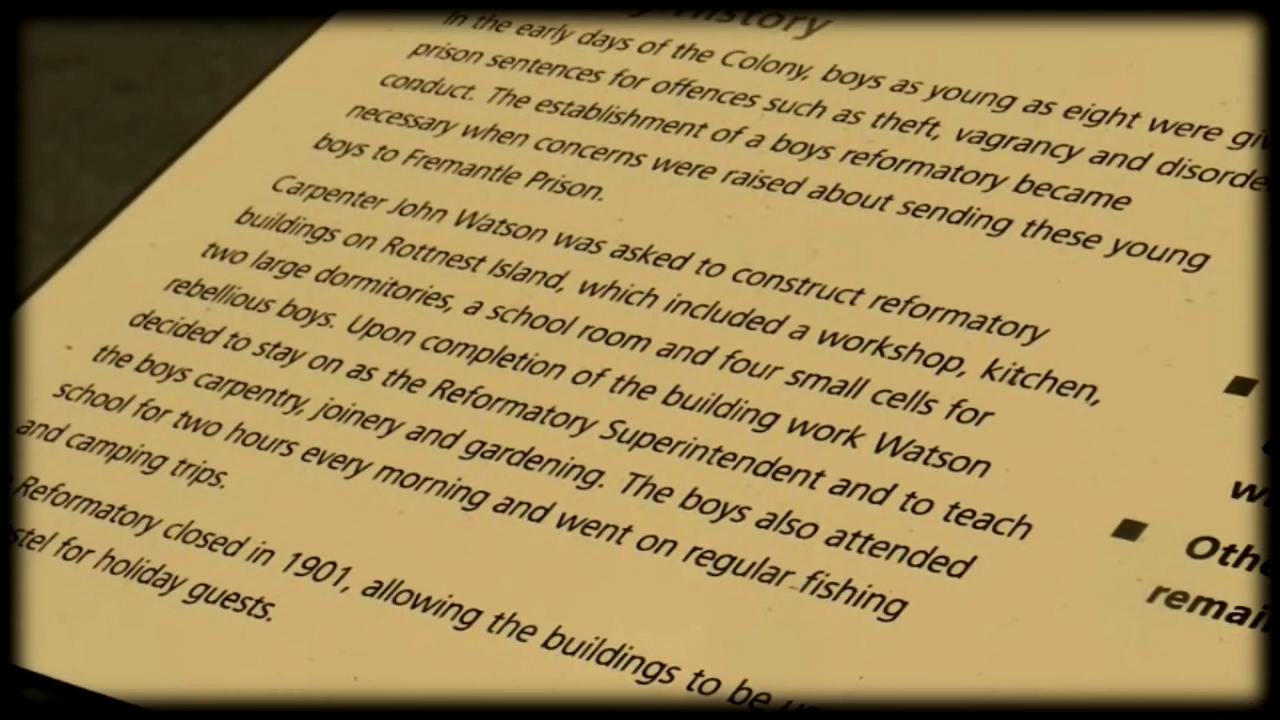 History
In the early days of the Colony, boys as young as eight were
prison sentences for offences such as theft, vagrancy and
conduct. The establishment of a boys reformatory became
necessary when concerns were raised about sending these young
boys to Fremantle Prison.
Carpenter John Watson was asked to construct reformatory
buildings on Rottnest Island, which included a workshop, kitchen,
two large dormitories, a school room and four small cells for
rebellious boys. Upon completion of the building work Watson
decided to stay on as the Reformatory Superintendent and to teach
the boys carpentry, joinery and gardening. The boys also attended
school for two hours every morning and went on regular fishing
and camping trips.
Reformatory closed in 1901, allowing the buildings to be
for holiday guests.